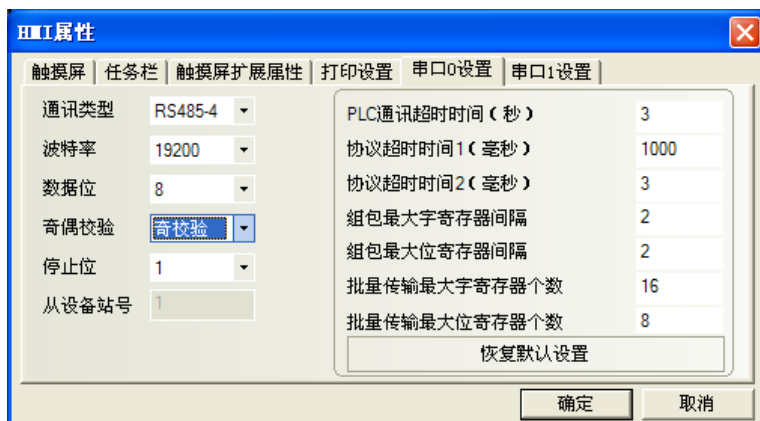 HMI属性
触摸屏 任务栏 触摸屏扩展属性 打印设置 串口0设置 串口1设置
通讯类型 RS485-4
波特率 19200
数据位 8
奇偶校验 奇校验
停止位 1
从设备站号 1
PLC通讯超时时间(秒) 3
协议超时时间1(毫秒) 1000
协议超时时间2(毫秒) 3
组包最大字寄存器间隔 2
组包最大位寄存器间隔 2
批量传输最大字寄存器个数 16
批量传输最大位寄存器个数 8
恢复默认设置
确定 取消